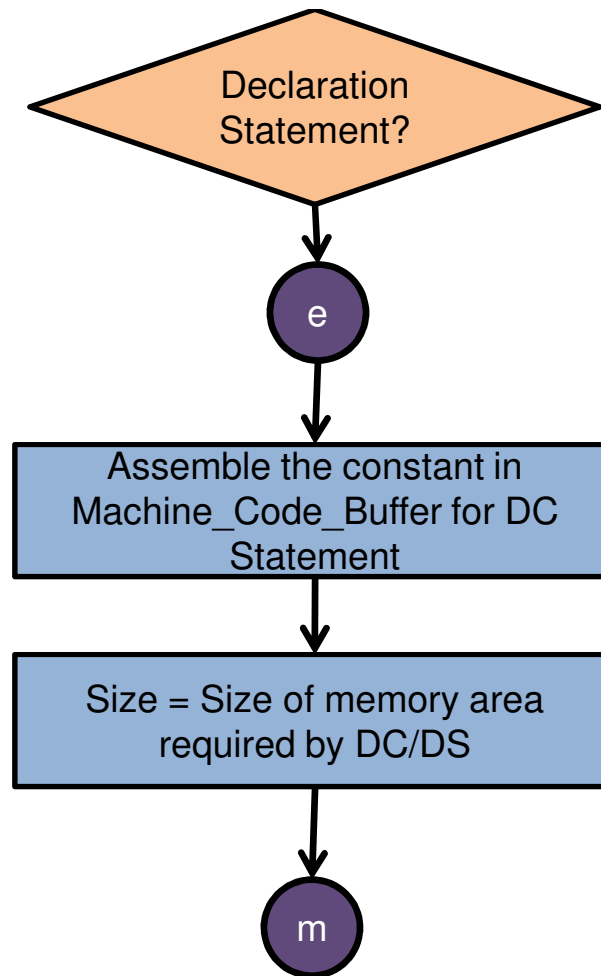 Declaration
Statement?
e
Assemble the constant in
Machine_Code_Buffer for DC
Statement
Size = Size of memory area
required by DC/DS
m